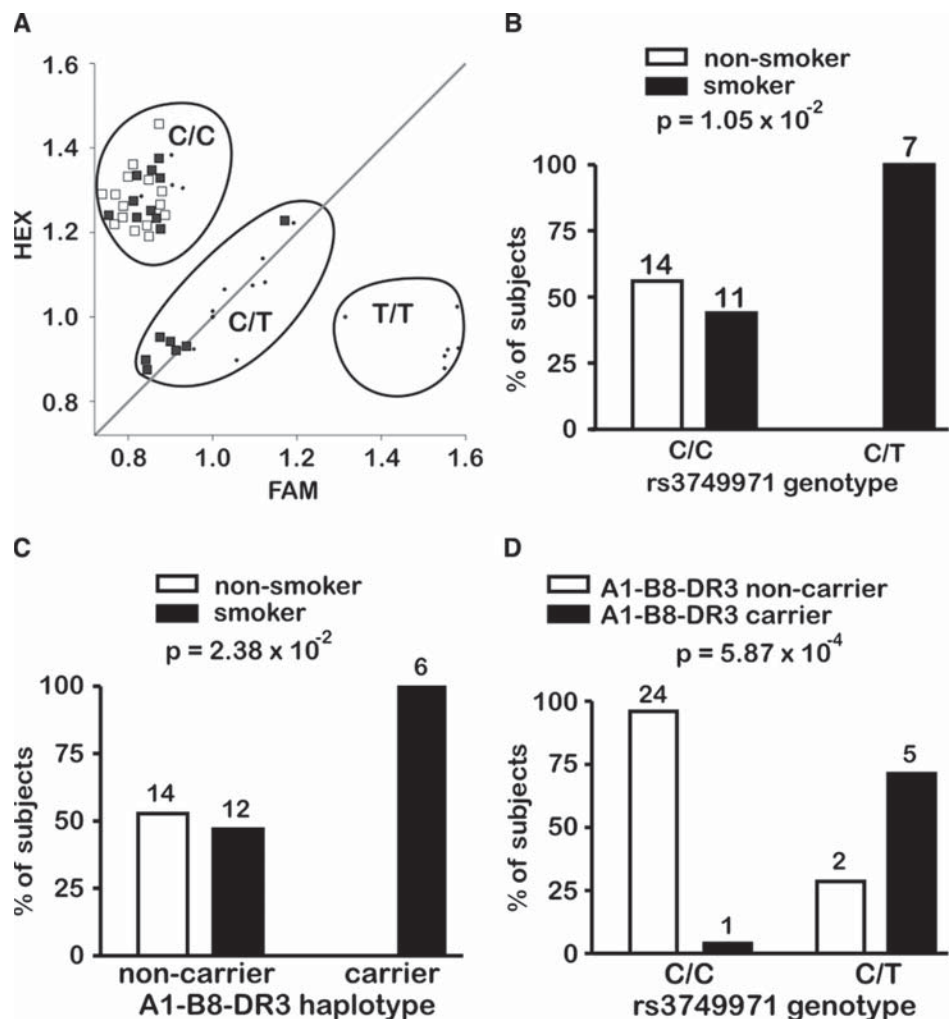 A
1.6
1.4
1.2
1.0
0.8
HEX
C/C
C/T
T/T
0.8 1.0 1.2 1.4 1.6
FAM
B
non-smoker
smoker
p = 1.05 x 10⁻²
100
75
50
25
0
% of subjects
14
11
7
C/C C/T
rs3749971 genotype
C
non-smoker
smoker
p = 2.38 x 10⁻²
100
75
50
25
0
% of subjects
14
12
6
non-carrier carrier
A1-B8-DR3 haplotype
D
A1-B8-DR3 non-carrier
A1-B8-DR3 carrier
p = 5.87 x 10⁻⁴
100
75
50
25
0
% of subjects
24
1
2
5
C/C C/T
rs3749971 genotype